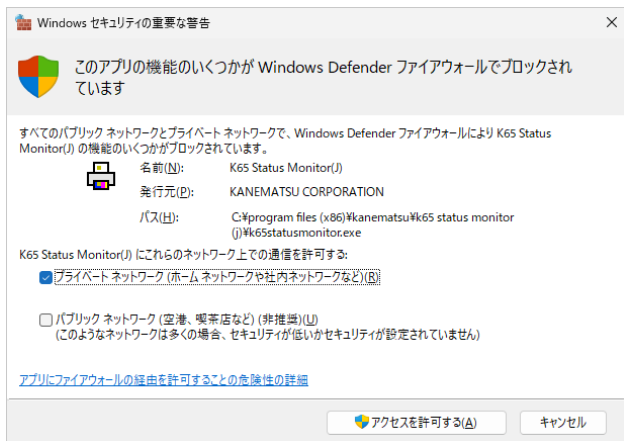 Windows セキュリティの重要な警告
このアプリの機能のいくつかが Windows Defender ファイアウォールでブロックされ
ています
すべてのパブリック ネットワークとプライベート ネットワークで、Windows Defender ファイアウォールにより K65 Status
Monitor(J) の機能のいくつかがブロックされています。
名前(N): K65 Status Monitor(J)
発行元(P): KANEMATSU CORPORATION
パス(H): C:¥program files (x86)¥kanematsu¥k65 status monitor
(j)¥k65statusmonitor.exe
K65 Status Monitor(J) にこれらのネットワーク上での通信を許可する:
プライベート ネットワーク (ホーム ネットワークや社内ネットワークなど)(R)
パブリック ネットワーク (空港、喫茶店など) (非推奨)(U)
(このようなネットワークは多くの場合、セキュリティが低いかセキュリティが設定されていません)
アプリにファイアウォールの経由を許可することの危険性の詳細
アクセスを許可する(A) キャンセル